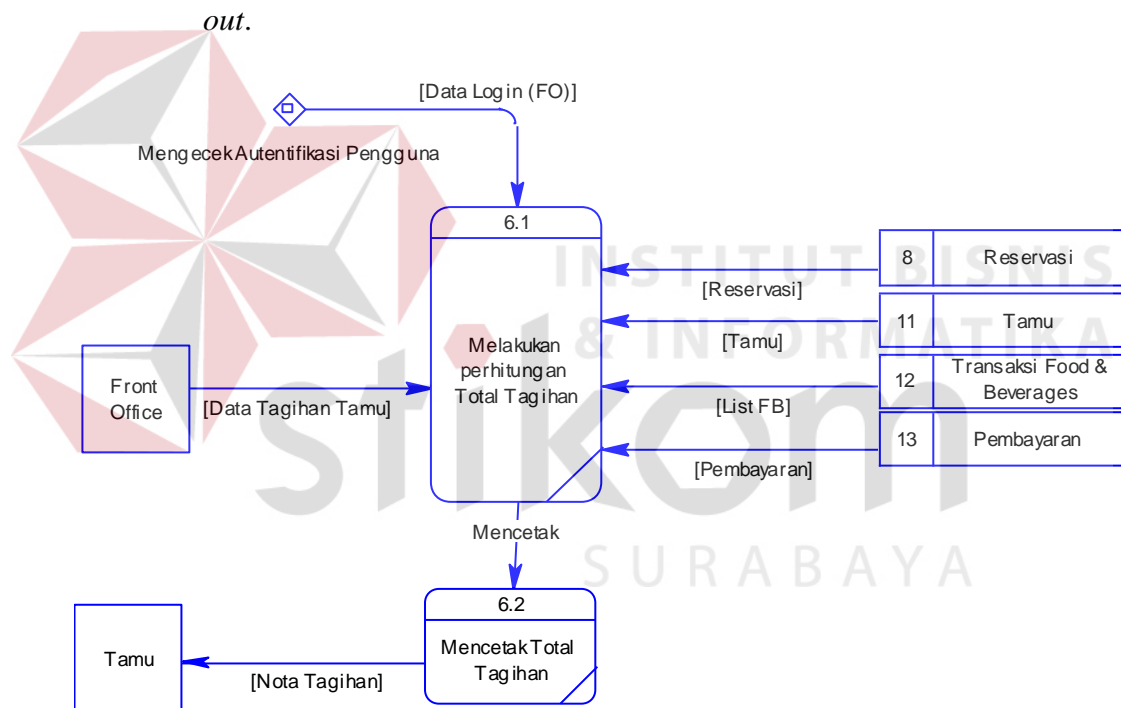 out.
[Data Login (FO)]
Mengecek Autentifikasi Pengguna
6.1
Melakukan
perhitungan
Total Tagihan
8 Reservasi
[Reservasi]
11 Tamu
[Tamu]
12 Transaksi Food &
Beverages
[List FB]
13 Pembayaran
[Pembayaran]
Front
Office
[Data Tagihan Tamu]
Mencetak
6.2
Mencetak Total
Tagihan
Tamu
[Nota Tagihan]
INSTITUT BISNIS
& INFORMATIKA
stikom
SURABAYA